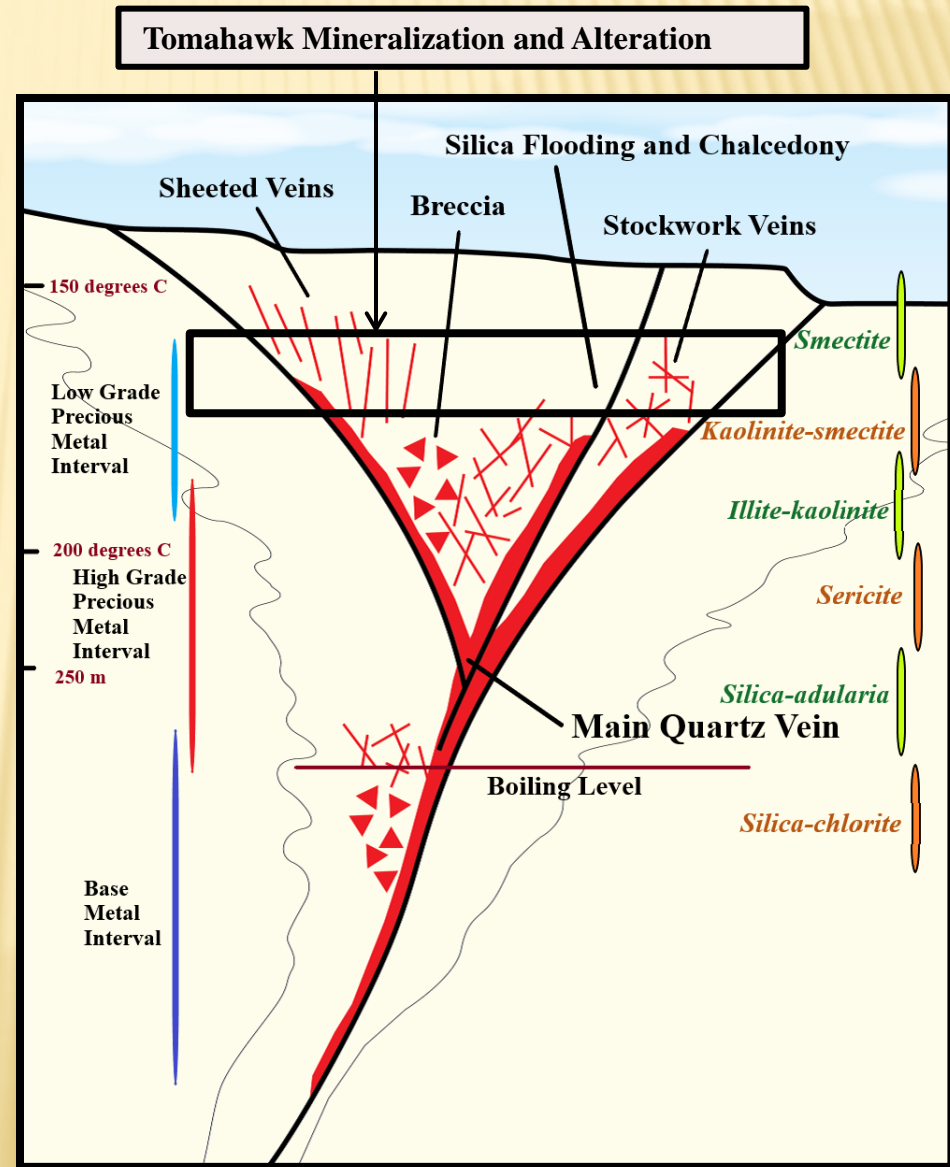 Tomahawk Mineralization and Alteration
Silica Flooding and Chalcedony
Sheeted Veins
Breccia
Stockwork Veins
150 degrees C
Smectite
Low Grade
Precious
Metal
Interval
Kaolinite-smectite
Illite-kaolinite
200 degrees C
High Grade
Precious
Metal
Interval
Sericite
250 m
Silica-adularia
Main Quartz Vein
Boiling Level
Silica-chlorite
Base
Metal
Interval